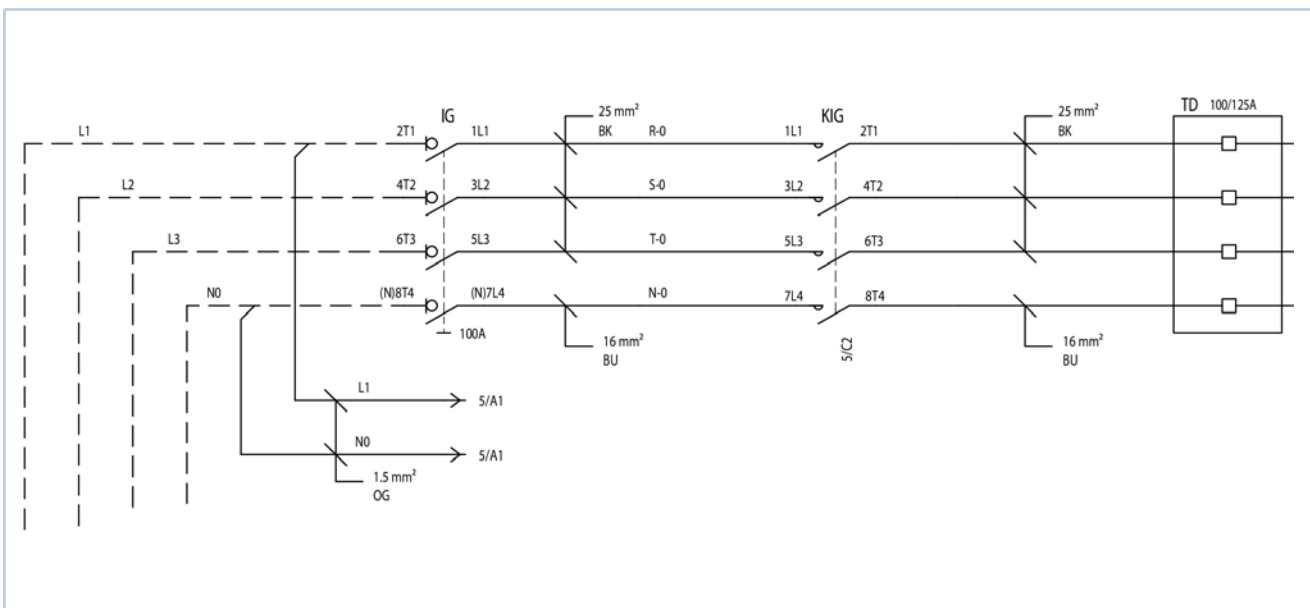 TD 100/125A
IG
25 mm²
BK
KIG
25 mm²
BK
L1
2T1
1L1
R-0
1L1
2T1
L2
4T2
3L2
S-0
3L2
4T2
L3
6T3
5L3
T-0
5L3
6T3
N0
(N)8T4
(N)7L4
N-0
7L4
8T4
100A
16 mm²
BU
5/C2
16 mm²
BU
L1
5/A1
N0
5/A1
1.5 mm²
OG